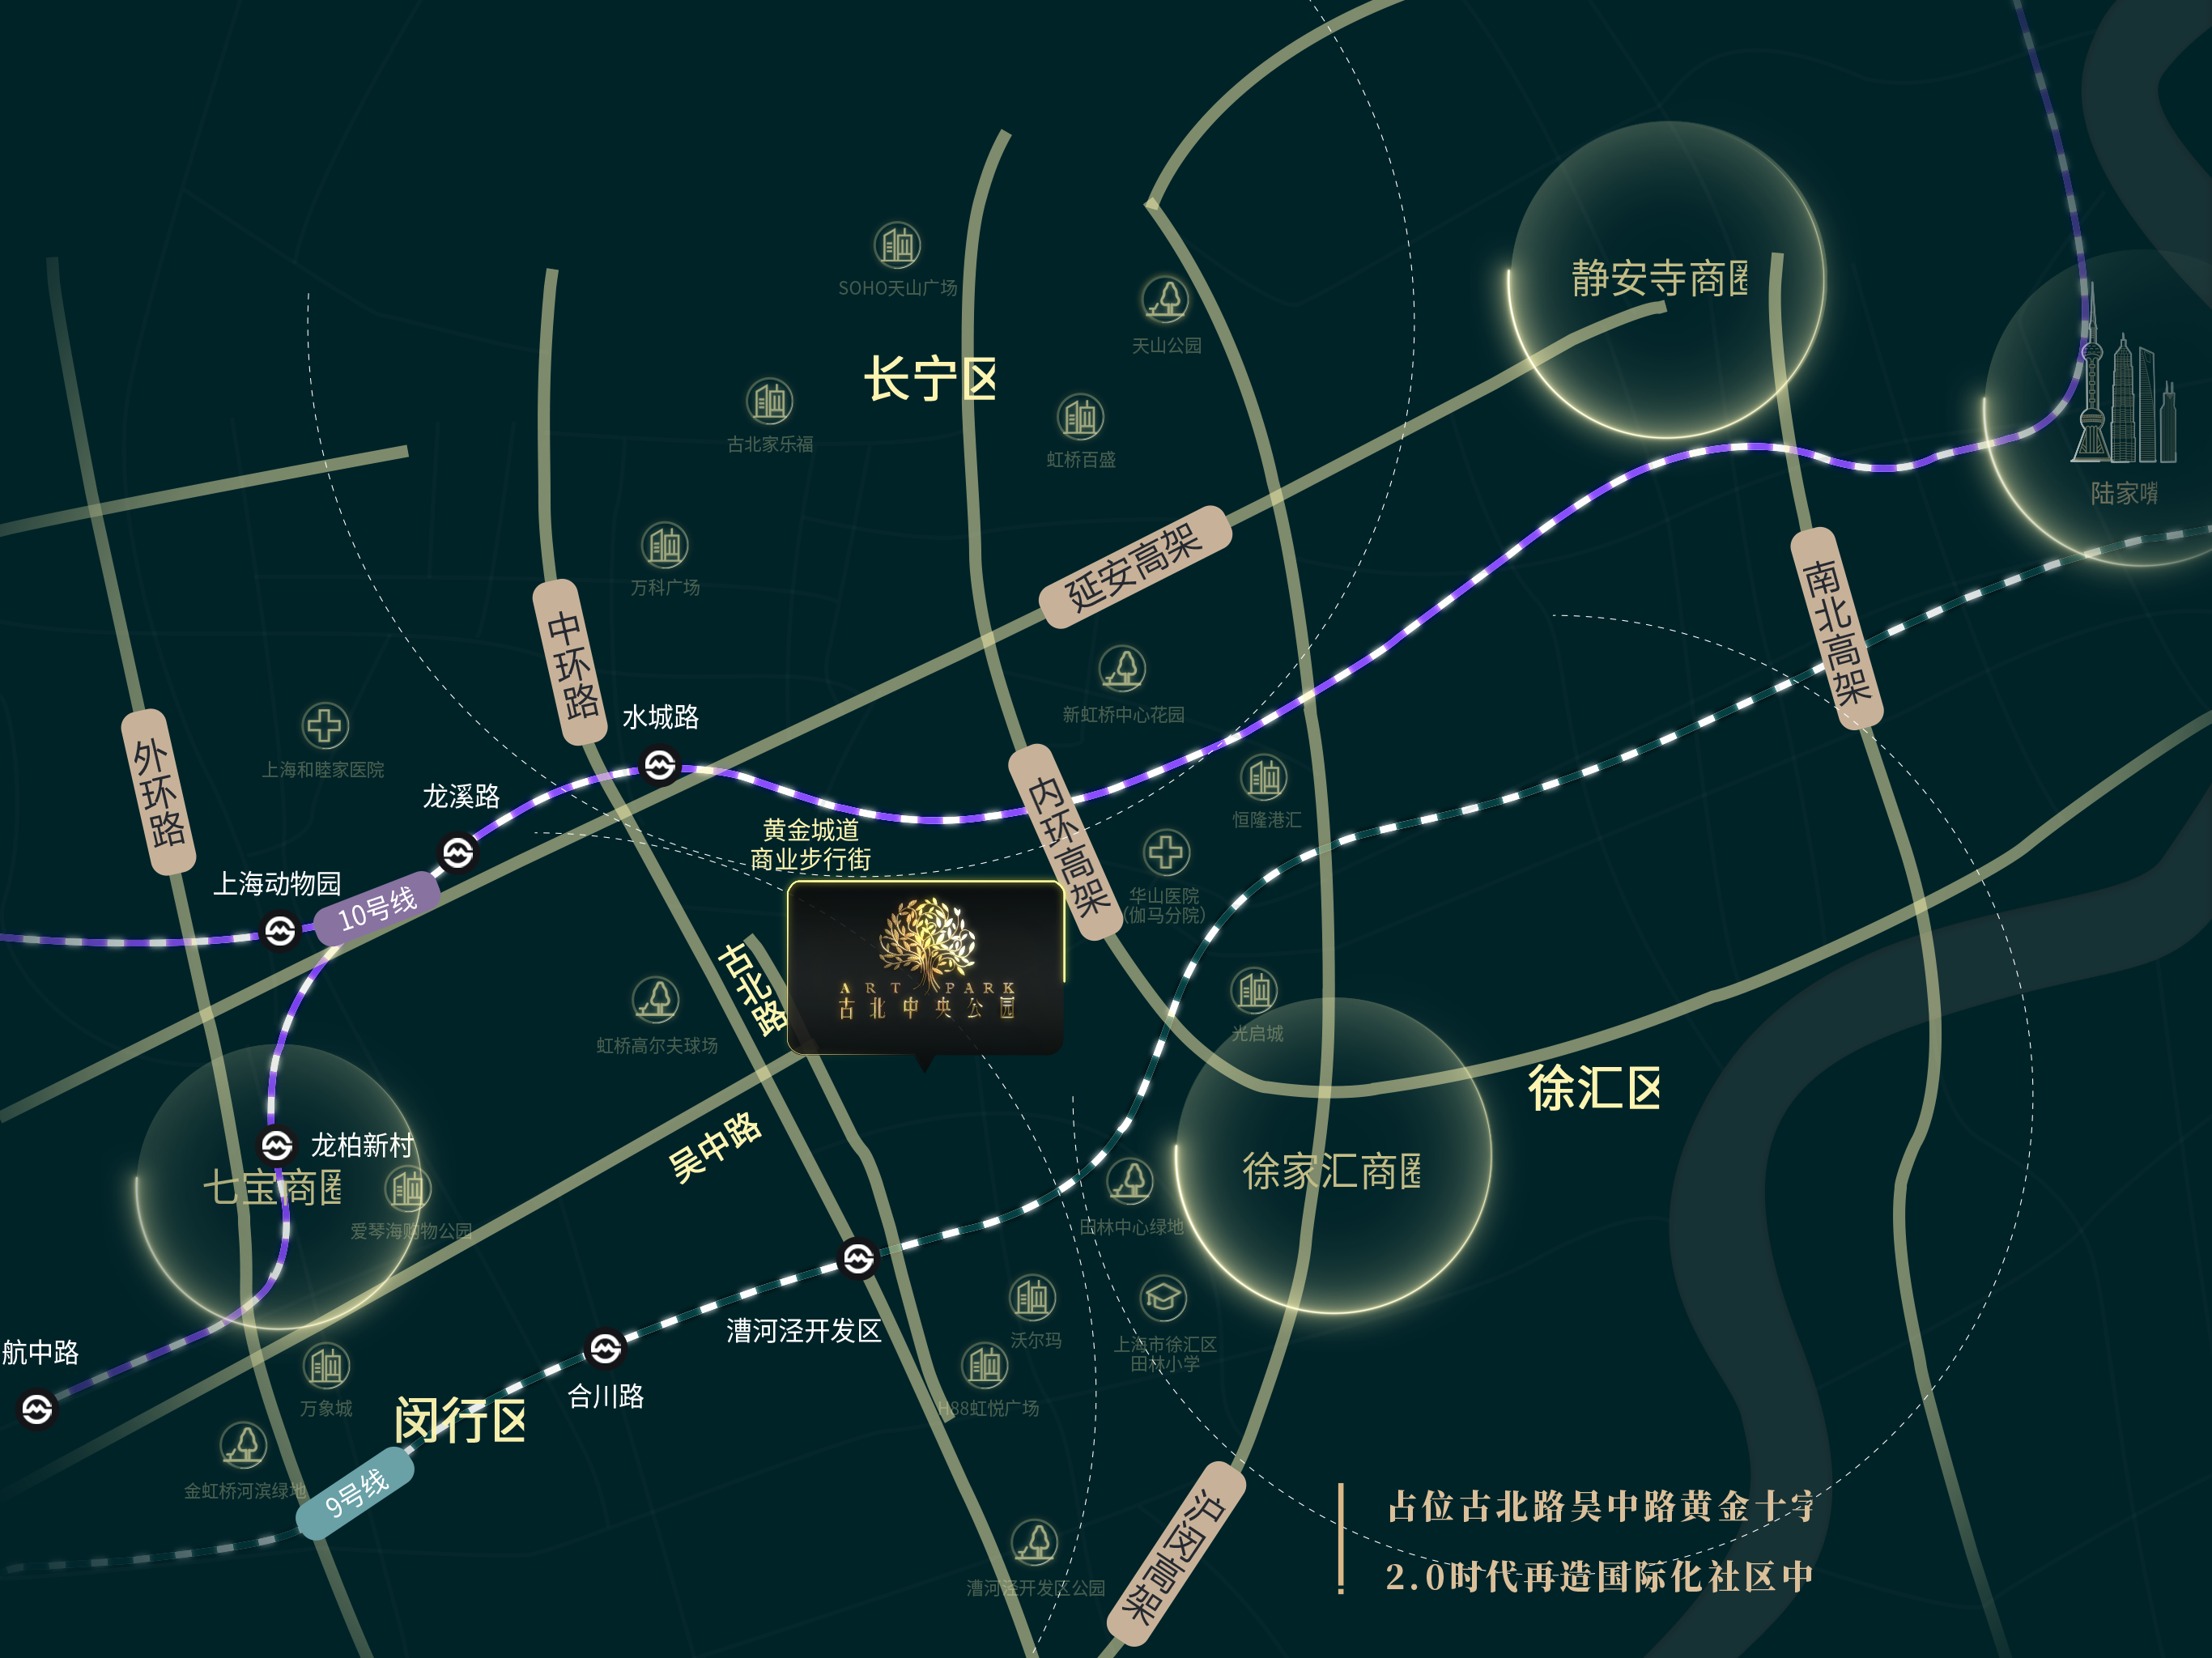 静安寺商圈
SOHO天山广场
天山公园
长宁区
古北家乐福
虹桥百盛
陆家嘴
延安高架
南北高架
万科广场
中环路
新虹桥中心花园
水城路
外环路
上海和睦家医院
龙溪路
内环高架
恒隆港汇
黄金城道
商业步行街
上海动物园
10号线
华山医院
(伽马分院)
古北路
ART PARK
古北中央公园
虹桥高尔夫球场
光启城
徐汇区
吴中路
龙柏新村
七宝商圈
徐家汇商圈
爱琴海购物公园
田林中心绿地
漕河泾开发区
沃尔玛
上海市徐汇区
田林小学
航中路
合川路
万象城
闵行区
H88虹悦广场
金虹桥河滨绿地
9号线
沪闵高架
漕河泾开发区公园
占位古北路吴中路黄金十字
2.0时代再造国际化社区中